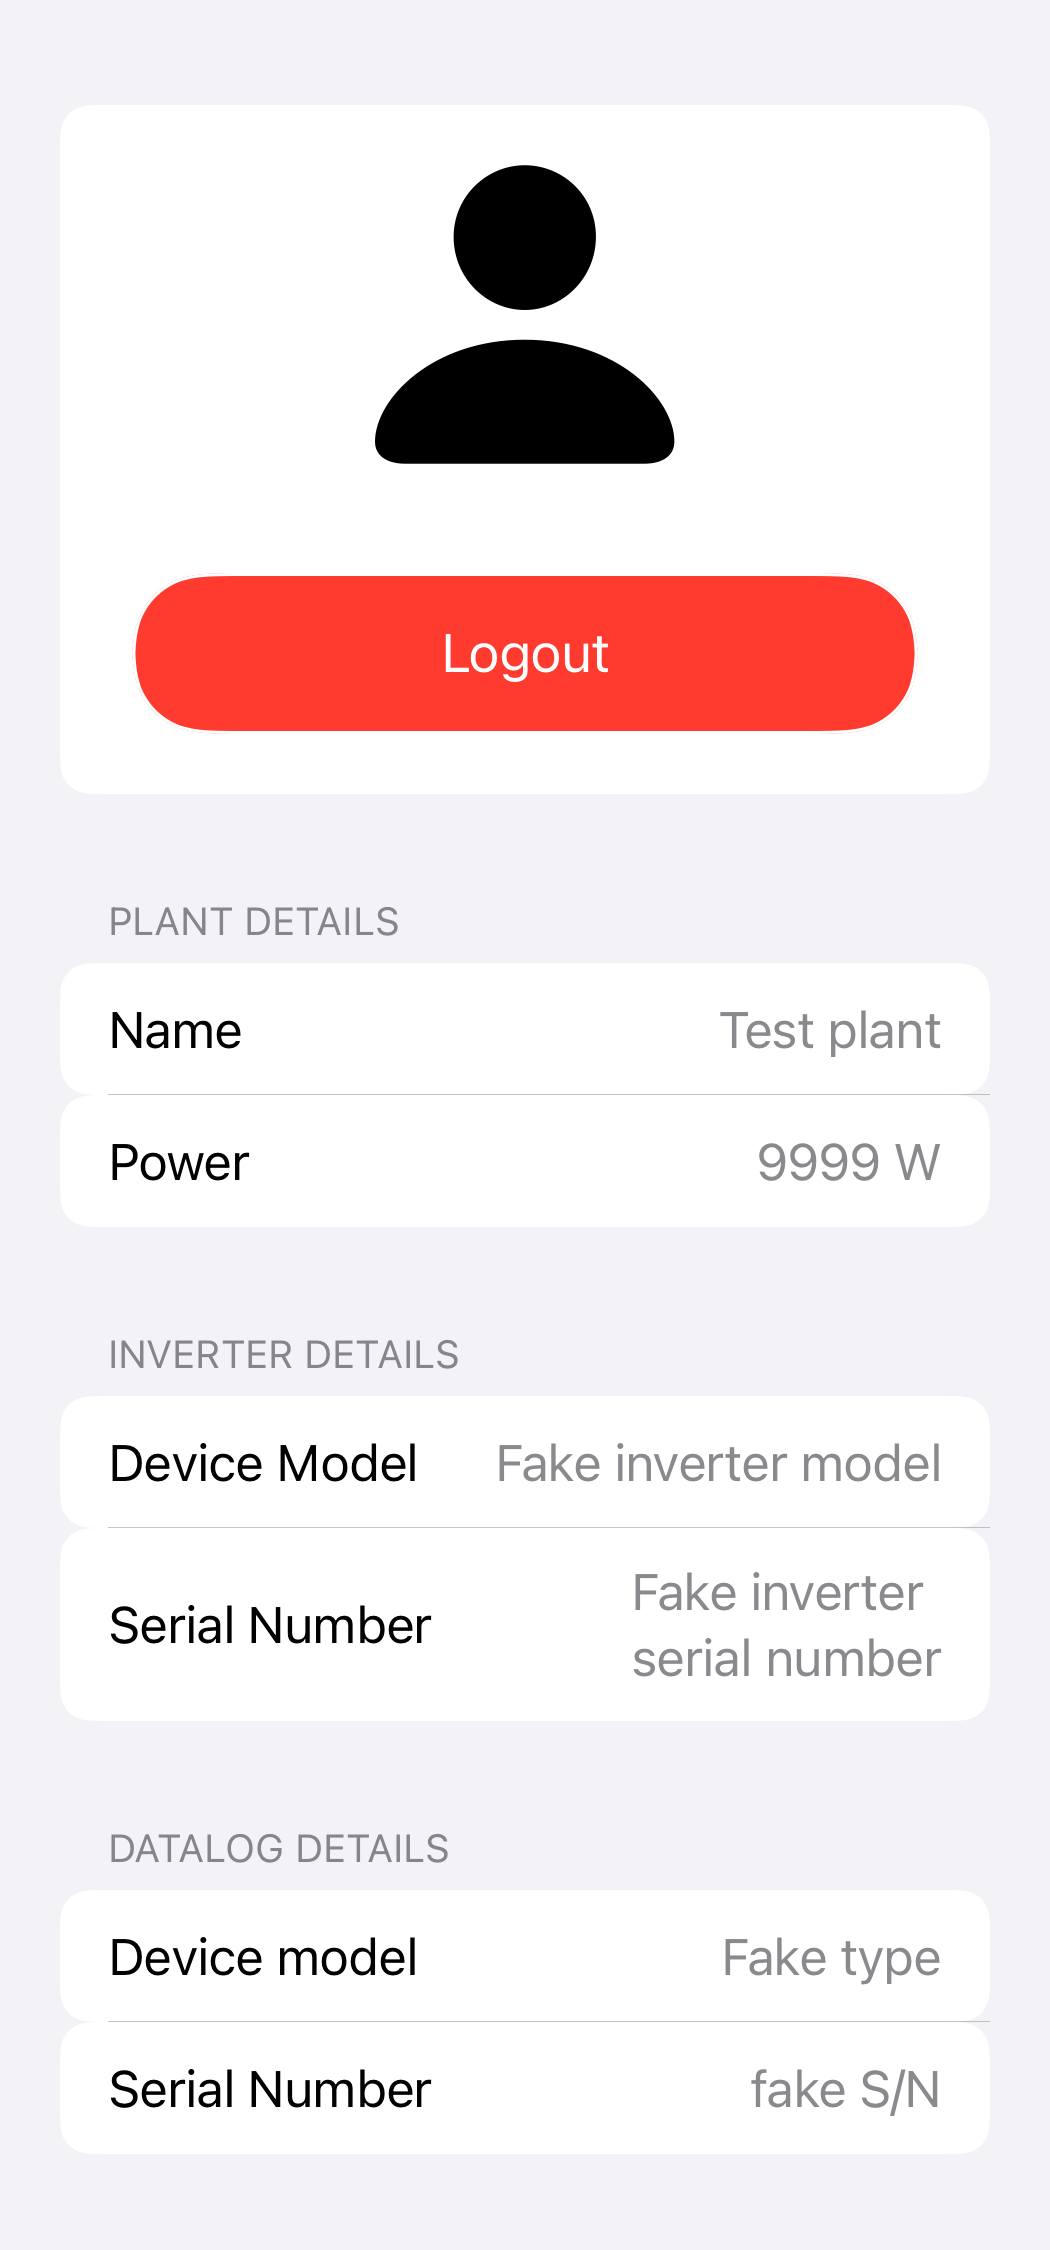 Logout
PLANT DETAILS
Name
Test plant
Power
9999 W
INVERTER DETAILS
Device Model
Fake inverter model
Serial Number
Fake inverter
serial number
DATALOG DETAILS
Device model
Fake type
Serial Number
fake S/N